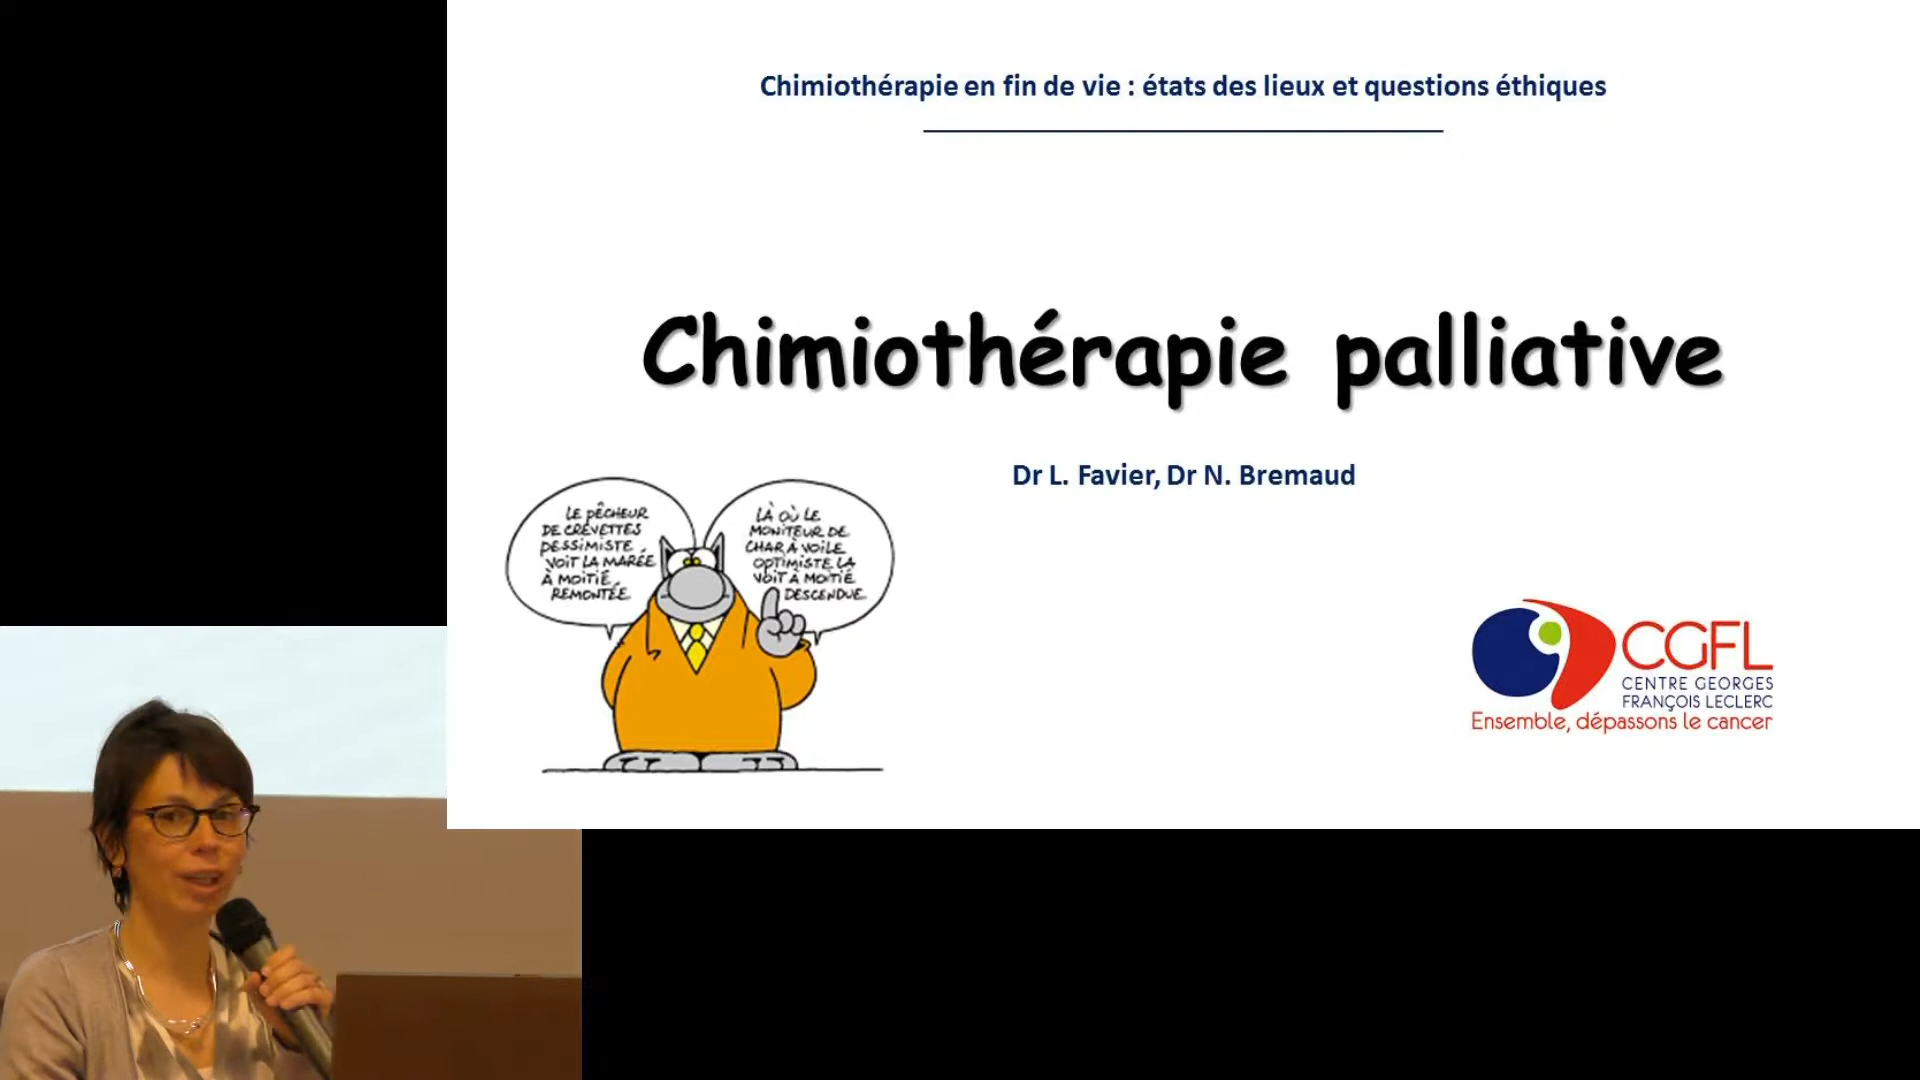 Chimiothérapie en fin de vie : états des lieux et questions éthiques
Chimiothérapie palliative
Dr L. Favier, Dr N. Bremaud
LE PÊCHEUR
DE CREVETTES
PESSIMISTE
VOIT LA MARÉE
À MOITIÉ
REMONTÉE
LÀ OÙ LE
MONITEUR DE
CHAR À VOILE
OPTIMISTE LA
VOIT À MOITIÉ
DESCENDUE
CGFL
CENTRE GEORGES
FRANÇOIS LECLERC
Ensemble, dépassons le cancer